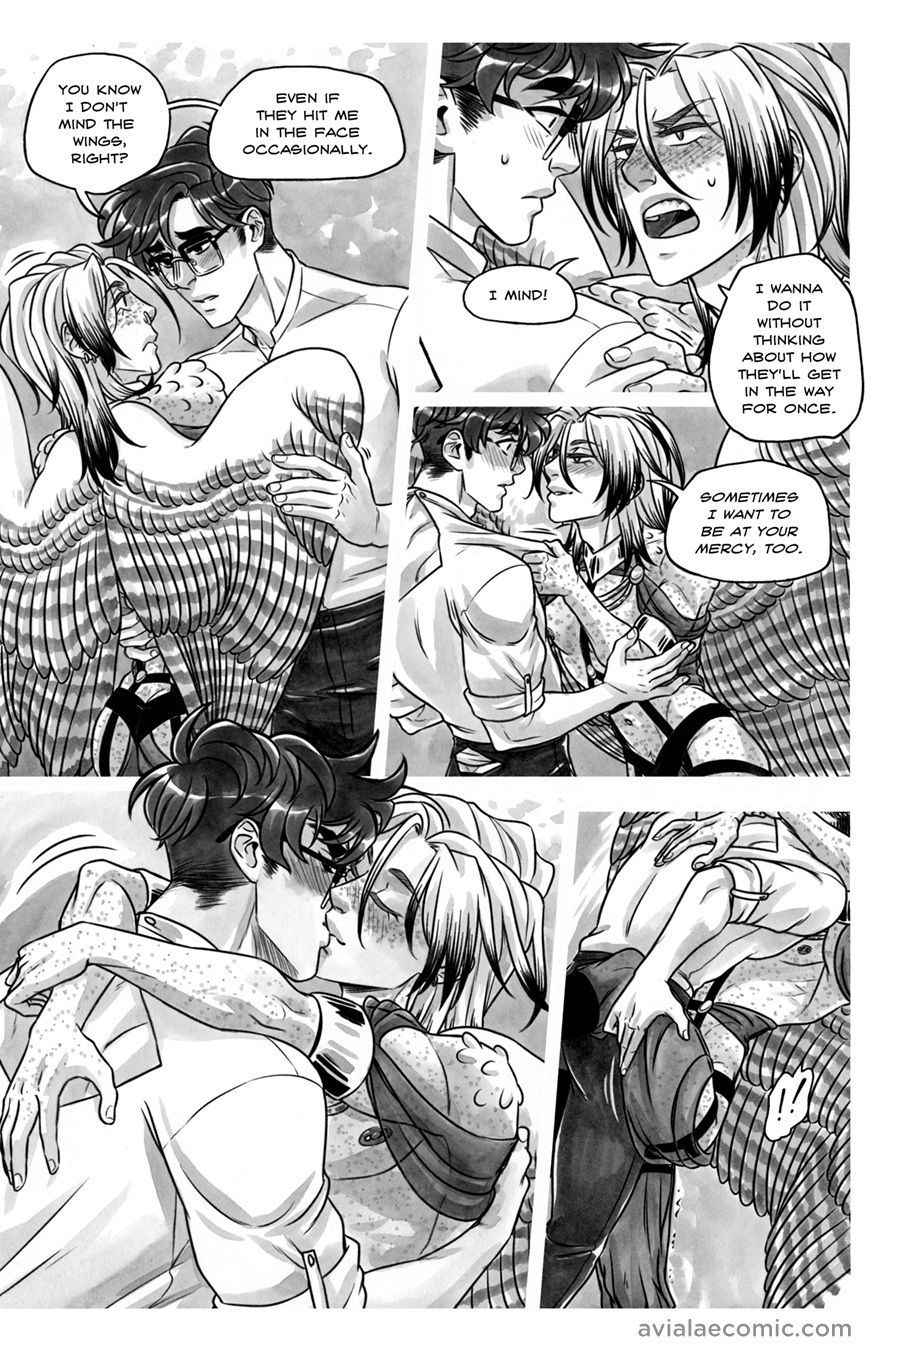 YOU KNOW
I DON'T
MIND THE
WINGS,
RIGHT?
EVEN IF
THEY HIT ME
IN THE FACE
OCCASIONALLY.
I MIND!
I WANNA
DO IT
WITHOUT
THINKING
ABOUT HOW
THEY'LL GET
IN THE WAY
FOR ONCE.
SOMETIMES
I WANT TO
BE AT YOUR
MERCY, TOO.
!!
avialaecomic.com